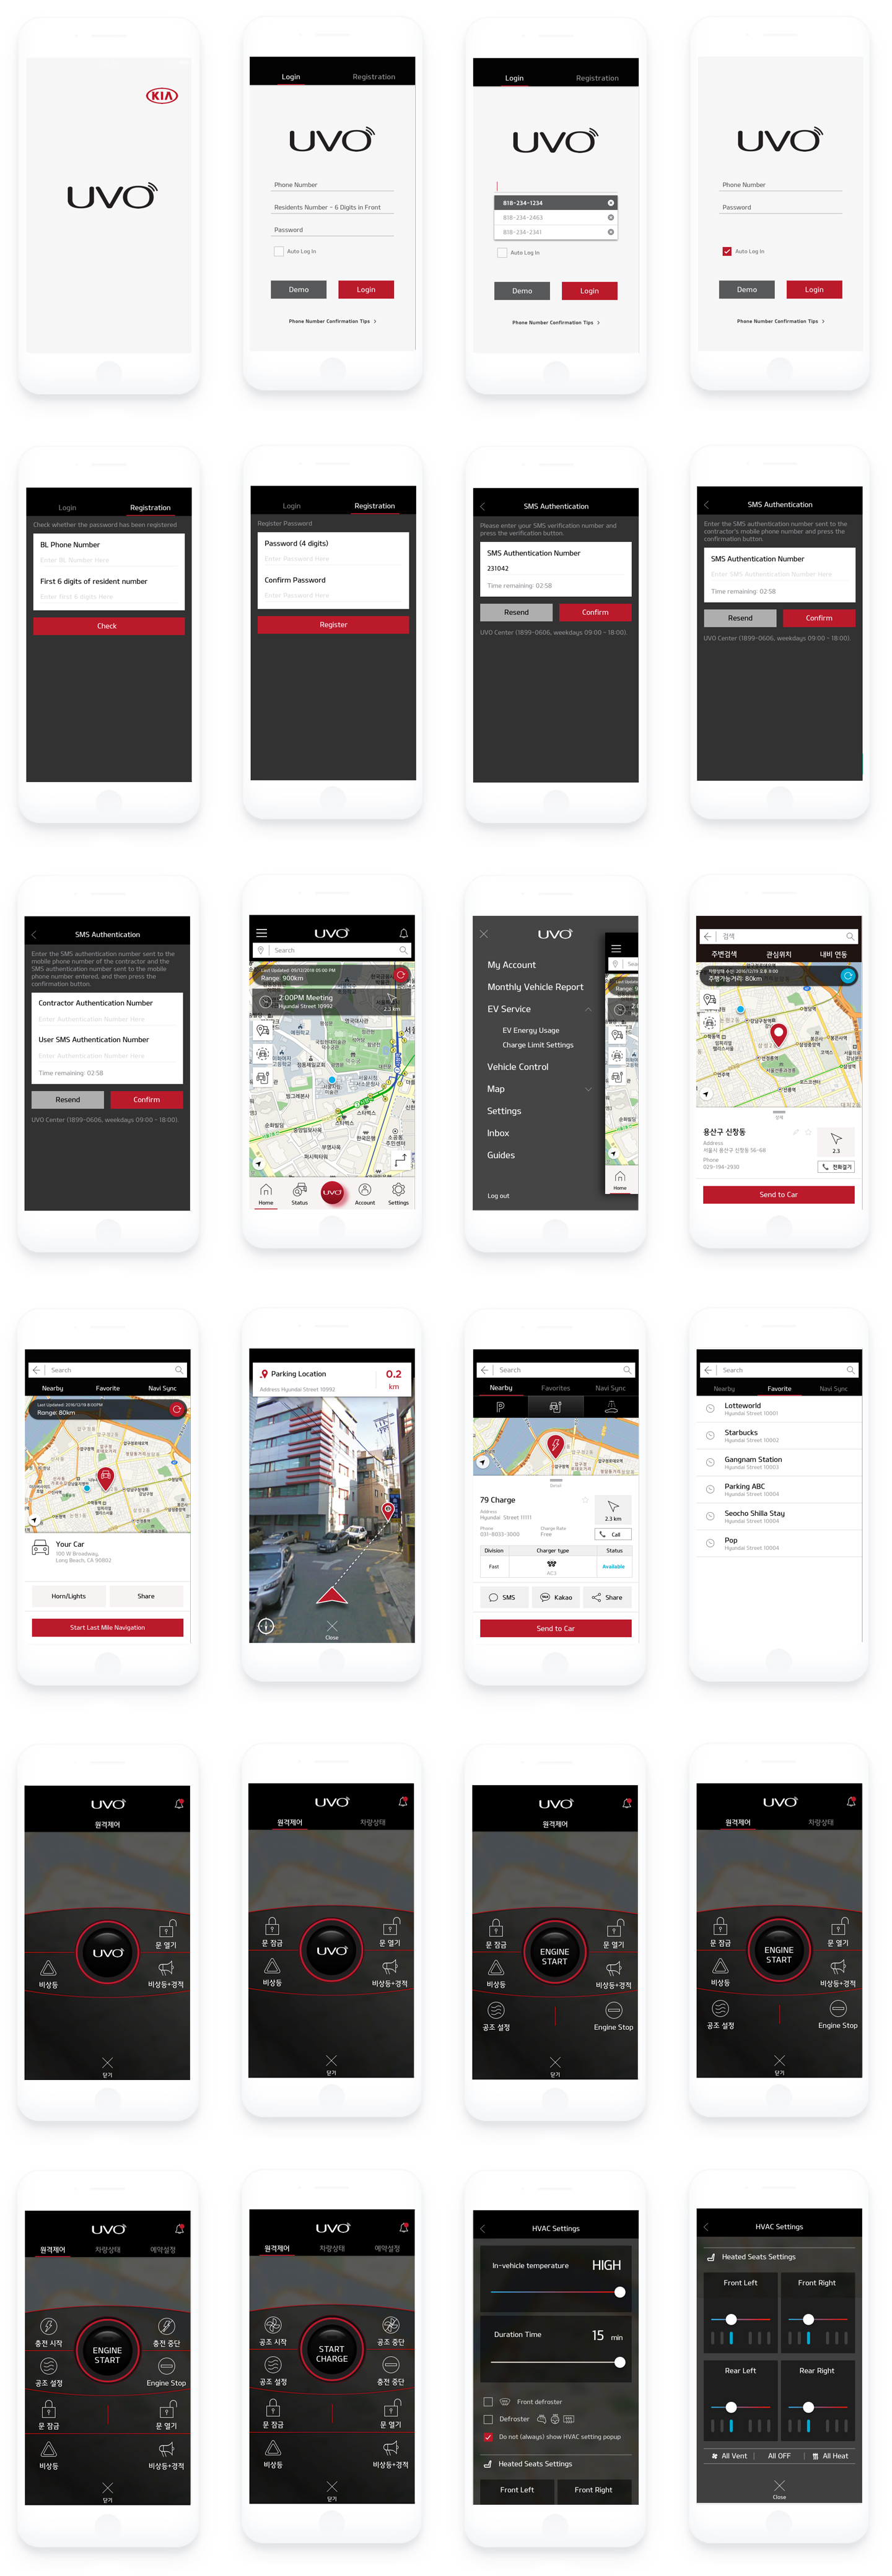 KIA
UVO
Login
Registration
UVO
Phone Number
Residents Number - 6 Digits in Front
Password
Auto Log In
Demo
Login
Phone Number Confirmation Tips >
Login
Registration
UVO
818-234-1234
818-234-2463
818-234-2341
Auto Log In
Demo
Login
Phone Number Confirmation Tips >
UVO
Phone Number
Password
Auto Log In
Demo
Login
Phone Number Confirmation Tips >
Login
Registration
Check whether the password has been registered
BL Phone Number
Enter BL Number Here
First 6 digits of resident number
Enter first 6 digits Here
Check
Login
Registration
Register Password
Password (4 digits)
Enter Password Here
Confirm Password
Enter Password Here
Register
SMS Authentication
Please enter your SMS verification number and
press the verification button.
SMS Authentication Number
231042
Time remaining: 02:58
Resend
Confirm
UVO Center (1899-0606, weekdays 09:00 - 18:00).
SMS Authentication
Enter the SMS authentication number sent to the
contractor's mobile phone number and press the
confirmation button.
SMS Authentication Number
Enter SMS Authentication Number Here
Time remaining: 02:58
Resend
Confirm
UVO Center (1899-0606, weekdays 09:00 - 18:00).
SMS Authentication
Enter the SMS authentication number sent to the
mobile phone number of the contractor and the
SMS authentication number sent to the mobile
phone number entered, and then press the
confirmation button.
Contractor Authentication Number
Enter Authentication Number Here
User SMS Authentication Number
Enter Authentication Number Here
Time remaining: 02:58
Resend
Confirm
UVO Center (1899-0606, weekdays 09:00 - 18:00).
UVO
Search
Last Updated: 09/12/2018 05:00 PM
Range: 900km
2:00PM Meeting
Hyundai Street 10992
2.3 km
Home
Status
UVO
Account
Settings
UVO
My Account
Monthly Vehicle Report
EV Service
EV Energy Usage
Charge Limit Settings
Vehicle Control
Map
Settings
Inbox
Guides
Log out
Home
검색
주변검색
관심위치
내비 연동
주행가능거리: 80km
용산구 신창동
Address
서울시 용산구 신창동 56-68
Phone
029-194-2930
2.3
전화걸기
Send to Car
Search
Nearby
Favorite
Navi Sync
Last Updated: 2016/12/19 8:00PM
Range: 80km
Your Car
100 W Broadway,
Long Beach, CA 90802
Horn/Lights
Share
Start Last Mile Navigation
Parking Location
Address Hyundai Street 10992
0.2
km
Close
Search
Nearby
Favorites
Navi Sync
Detail
79 Charge
Address
Hyundai Street 11111
Phone
031-8033-3000
Charge Rate
Free
2.3 km
Call
Division
Charger type
Status
Fast
AC3
Available
SMS
Kakao
Share
Send to Car
Search
Nearby
Favorite
Navi Sync
Lotteworld
Hyundai Street 10001
Starbucks
Hyundai Street 10002
Gangnam Station
Hyundai Street 10003
Parking ABC
Hyundai Street 10004
Seocho Shilla Stay
Hyundai Street 10004
Pop
Hyundai Street 10004
UVO
원격제어
UVO
문 열기
비상등
비상등+경적
닫기
UVO
원격제어
차량상태
UVO
문 잠금
문 열기
비상등
비상등+경적
닫기
UVO
원격제어
문 잠금
ENGINE
START
문 열기
비상등
비상등+경적
공조 설정
Engine Stop
닫기
UVO
원격제어
차량상태
문 잠금
ENGINE
START
문 열기
비상등
비상등+경적
공조 설정
Engine Stop
닫기
UVO
원격제어
차량상태
예약설정
충전 시작
ENGINE
START
충전 중단
공조 설정
Engine Stop
문 잠금
문 열기
비상등
비상등+경적
닫기
UVO
원격제어
차량상태
예약설정
공조 시작
START
CHARGE
공조 중단
공조 설정
충전 중단
문 잠금
문 열기
비상등
비상등+경적
닫기
HVAC Settings
In-vehicle temperature
HIGH
Duration Time
15 min
Front defroster
Defroster
Do not (always) show HVAC setting popup
Heated Seats Settings
Front Left
Front Right
HVAC Settings
Heated Seats Settings
Front Left
Front Right
Rear Left
Rear Right
All Vent
All OFF
All Heat
Close